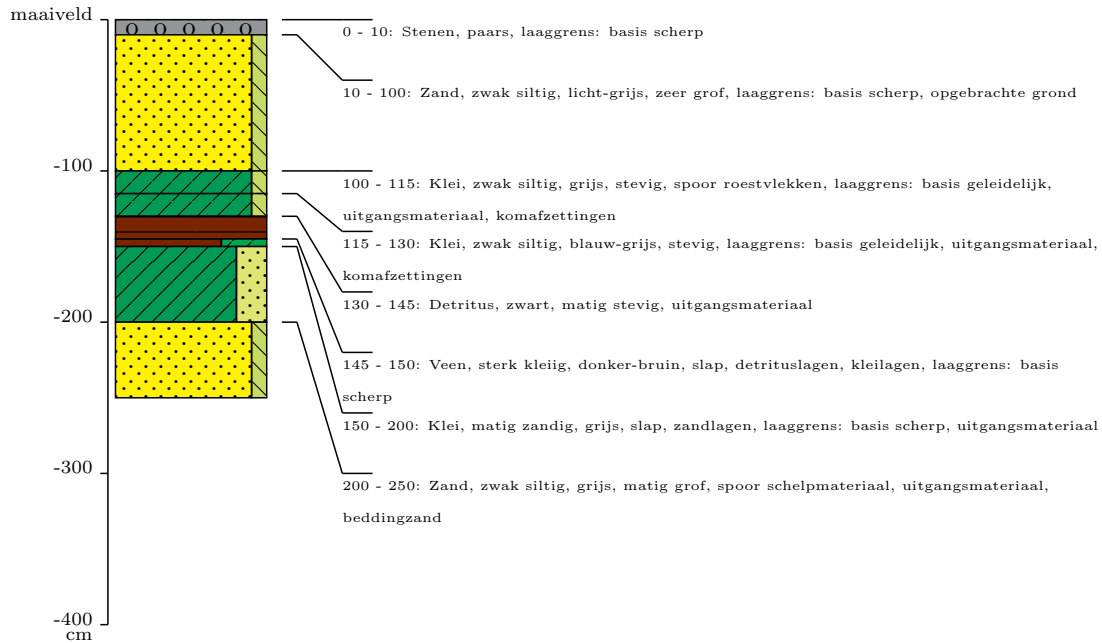 maaiveld
0 - 10: Stenen, paars, laaggrens: basis scherp
10 - 100: Zand, zwak siltig, licht-grijs, zeer grof, laaggrens: basis scherp, opgebrachte grond
-100
100 - 115: Klei, zwak siltig, grijs, stevig, spoor roestvlekken, laaggrens: basis geleidelijk,
uitgangsmateriaal, komafzettingen
115 - 130: Klei, zwak siltig, blauw-grijs, stevig, laaggrens: basis geleidelijk, uitgangsmateriaal,
komafzettingen
130 - 145: Detritus, zwart, matig stevig, uitgangsmateriaal
-200
145 - 150: Veen, sterk kleiig, donker-bruin, slap, detrituslagen, kleilagen, laaggrens: basis
scherp
150 - 200: Klei, matig zandig, grijs, slap, zandlagen, laaggrens: basis scherp, uitgangsmateriaal
-300
200 - 250: Zand, zwak siltig, grijs, matig grof, spoor schelpmateriaal, uitgangsmateriaal,
beddingzand
-400
cm